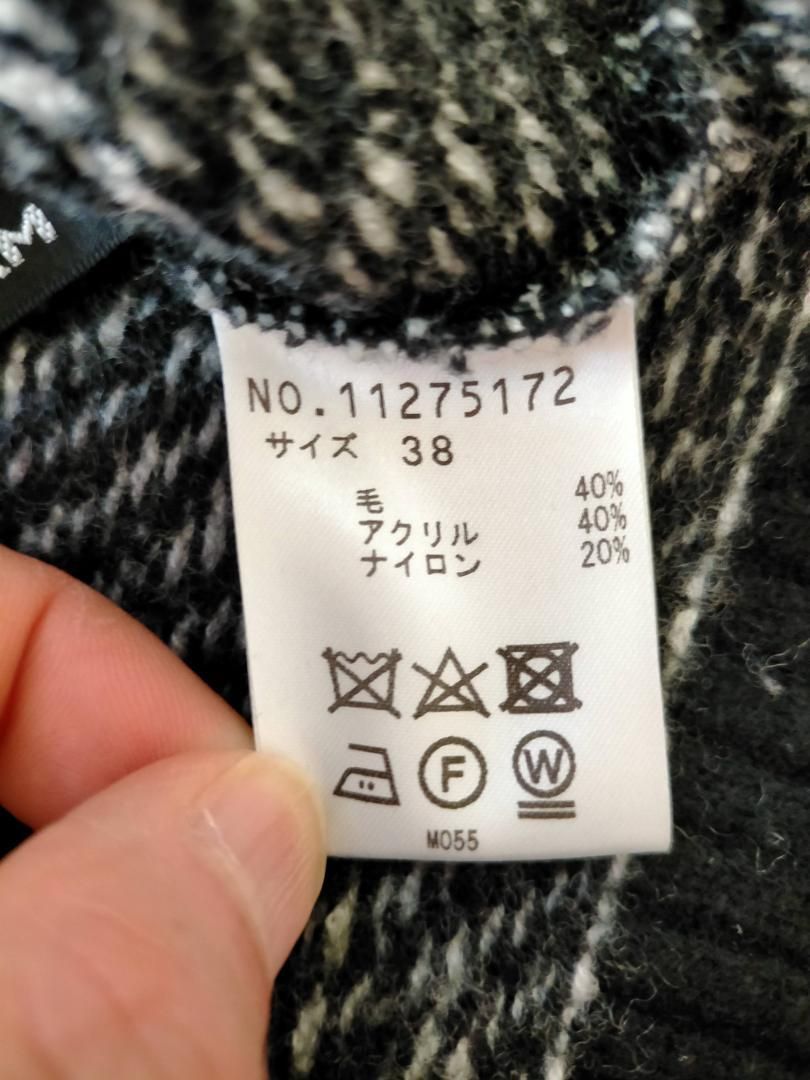 NO.11275172
サイズ 38
毛 40%
アクリル 40%
ナイロン 20%
F W
M055